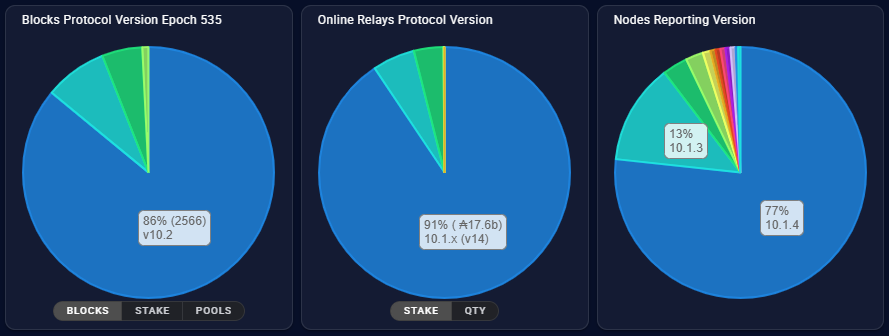 Blocks Protocol Version Epoch 535
86% (2566)
v10.2
BLOCKS STAKE POOLS
Online Relays Protocol Version
91% ( ₳17.6b)
10.1.x (v14)
STAKE QTY
Nodes Reporting Version
13%
10.1.3
77%
10.1.4